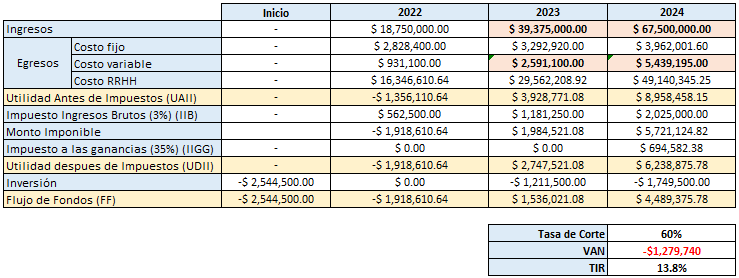 Inicio 2022 2023 2024
Ingresos - $ 18,750,000.00 $ 39,375,000.00 $ 67,500,000.00
Egresos Costo fijo - $ 2,828,400.00 $ 3,292,920.00 $ 3,962,001.60
Costo variable - $ 931,100.00 $ 2,591,100.00 $ 5,439,195.00
Costo RRHH - $ 16,346,610.64 $ 29,562,208.92 $ 49,140,345.25
Utilidad Antes de Impuestos (UAII) - -$ 1,356,110.64 $ 3,928,771.08 $ 8,958,458.15
Impuesto Ingresos Brutos (3%) (IIB) - $ 562,500.00 $ 1,181,250.00 $ 2,025,000.00
Monto Imponible -$ 1,918,610.64 $ 1,984,521.08 $ 5,721,124.82
Impuesto a las ganancias (35%) (IIGG) - $ 0.00 $ 0.00 $ 694,582.38
Utilidad despues de Impuestos (UDII) - -$ 1,918,610.64 $ 2,747,521.08 $ 6,238,875.78
Inversión -$ 2,544,500.00 $ 0.00 -$ 1,211,500.00 -$ 1,749,500.00
Flujo de Fondos (FF) -$ 2,544,500.00 -$ 1,918,610.64 $ 1,536,021.08 $ 4,489,375.78
Tasa de Corte 60%
VAN -$1,279,740
TIR 13.8%